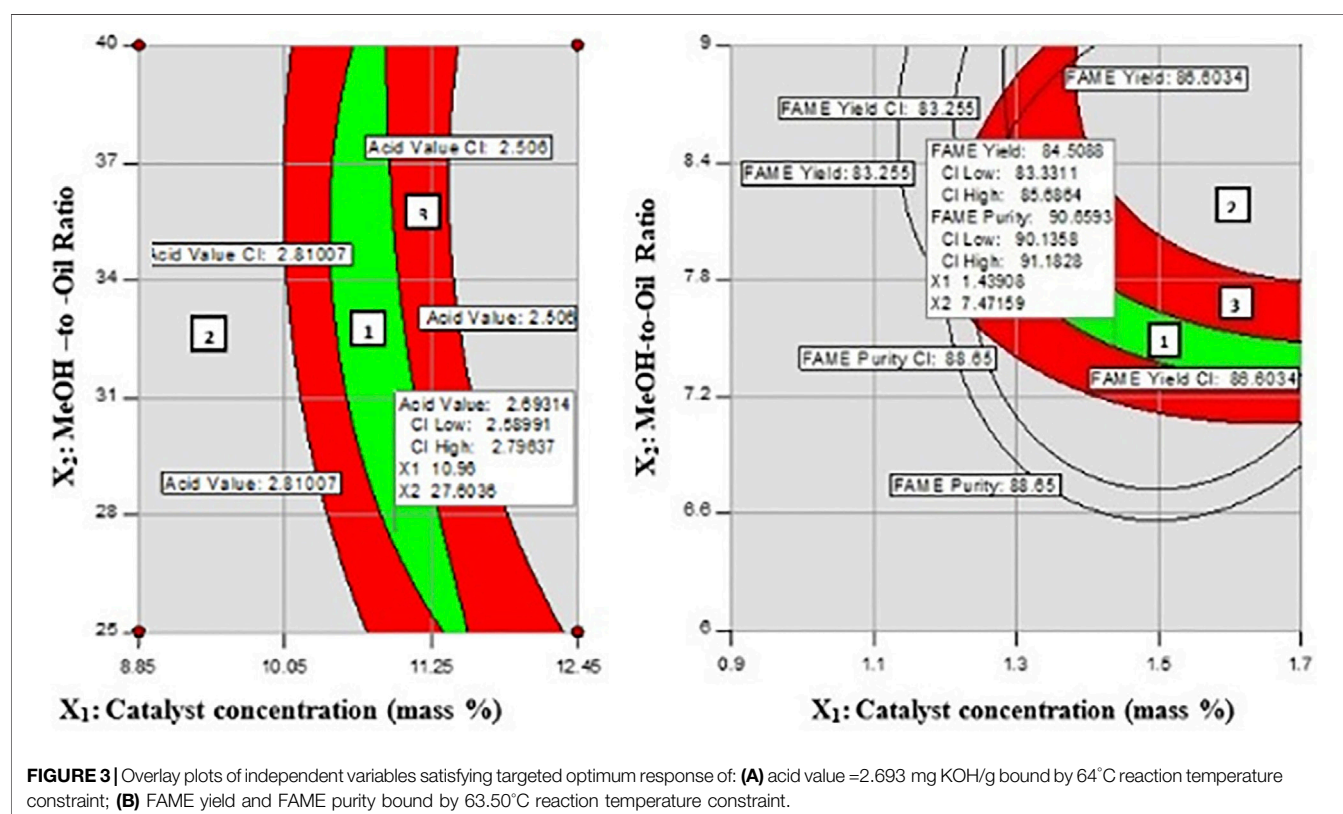 40
37
34
31
28
25
8.85
10.05
11.25
12.45
X2: MeOH –to -Oil Ratio
X1: Catalyst concentration (mass %)
Acid Value CI: 2.506
3
Acid Value CI: 2.81007
Acid Value: 2.506
2
1
Acid Value: 2.69314
CI Low: 2.58991
CI High: 2.79637
X1 10.96
X2 27.6036
Acid Value: 2.81007
9
8.4
7.8
7.2
6.6
6
0.9
1.1
1.3
1.5
1.7
X2: MeOH-to-Oil Ratio
X1: Catalyst concentration (mass %)
FAME Yield: 86.6034
FAME Yield CI: 83.255
FAME Yield: 83.255
FAME Yield: 84.5088
CI Low: 83.3311
CI High: 85.6864
FAME Purity: 90.6593
CI Low: 90.1358
CI High: 91.1828
X1 1.43908
X2 7.47159
2
3
1
FAME Purity CI: 88.65
FAME Yield CI: 86.6034
FAME Purity: 88.65
FIGURE 3 | Overlay plots of independent variables satisfying targeted optimum response of: (A) acid value =2.693 mg KOH/g bound by 64°C reaction temperature
constraint; (B) FAME yield and FAME purity bound by 63.50°C reaction temperature constraint.